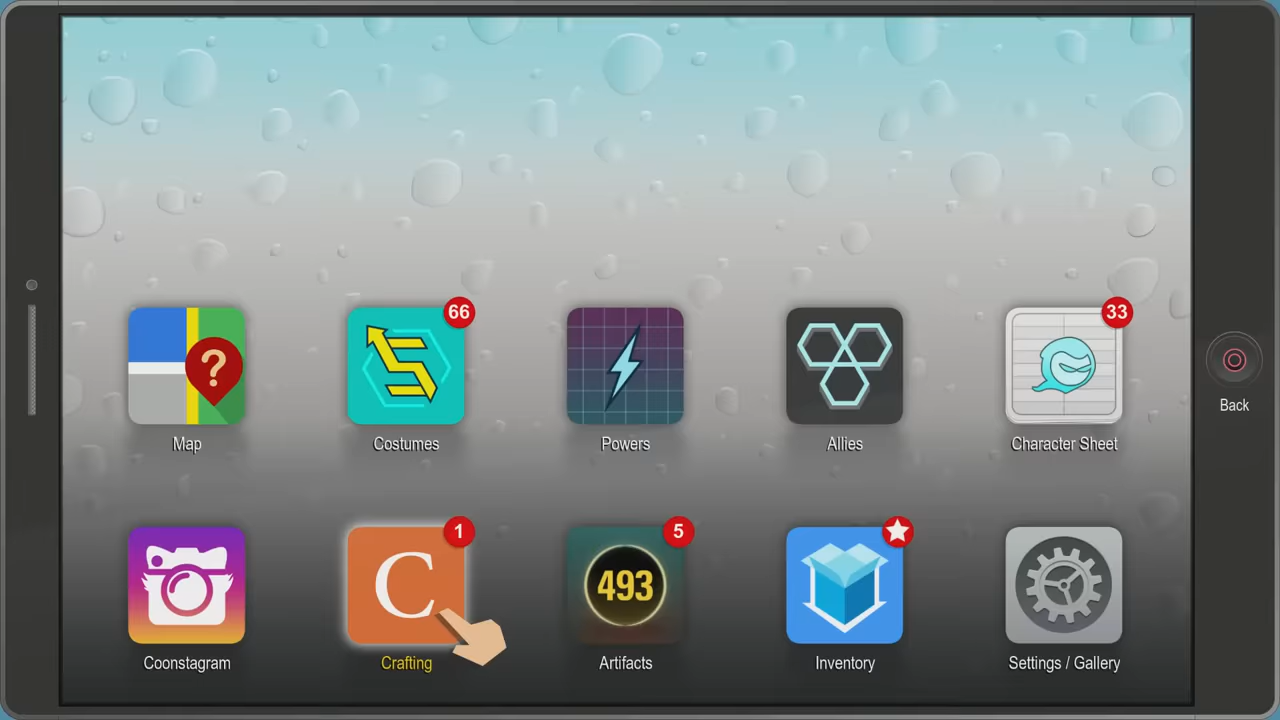 66
33
?
Map
Costumes
Powers
Allies
Character Sheet
Back
1
5
C
493
Coonstagram
Crafting
Artifacts
Inventory
Settings / Gallery